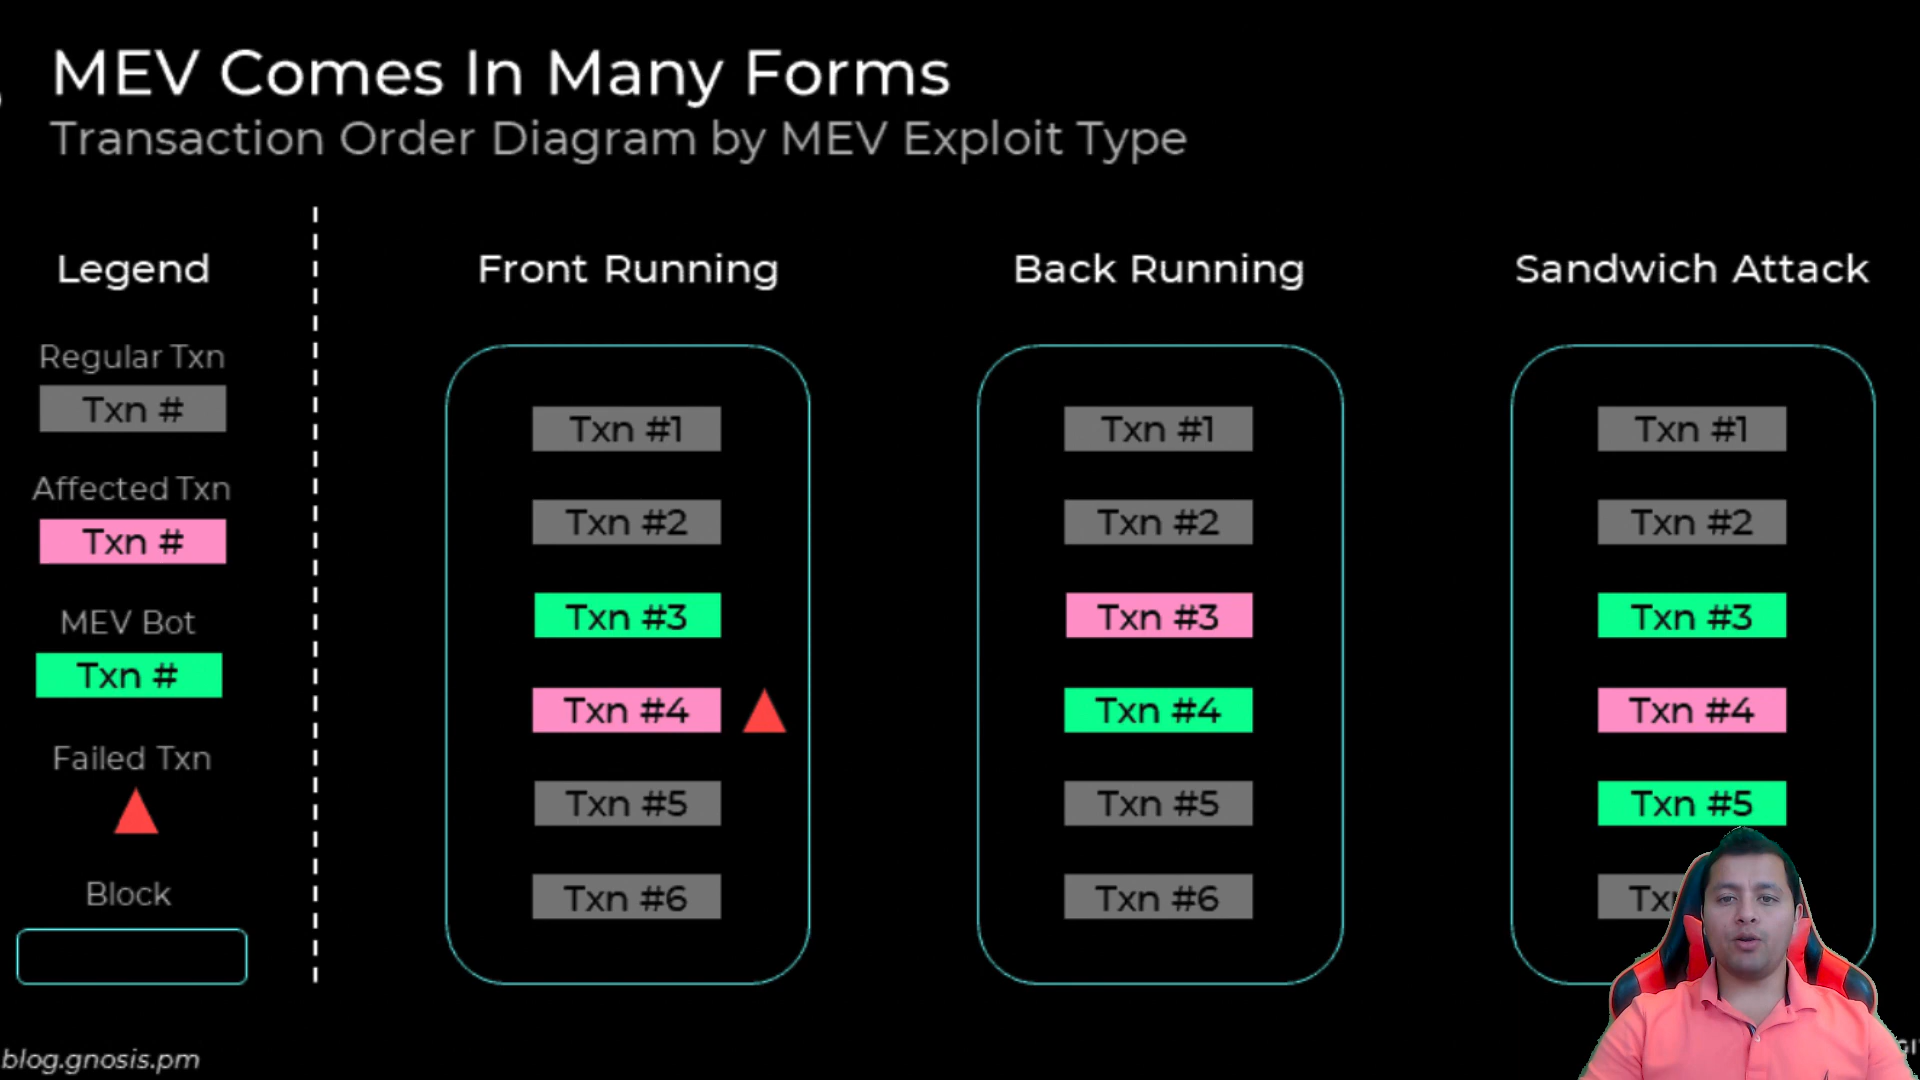 MEV Comes In Many Forms
Transaction Order Diagram by MEV Exploit Type
Legend
Regular Txn
Txn #
Affected Txn
Txn #
MEV Bot
Txn #
Failed Txn
Block
Front Running
Txn #1
Txn #2
Txn #3
Txn #4
Txn #5
Txn #6
Back Running
Txn #1
Txn #2
Txn #3
Txn #4
Txn #5
Txn #6
Sandwich Attack
Txn #1
Txn #2
Txn #3
Txn #4
Txn #5
blog.gnosis.pm